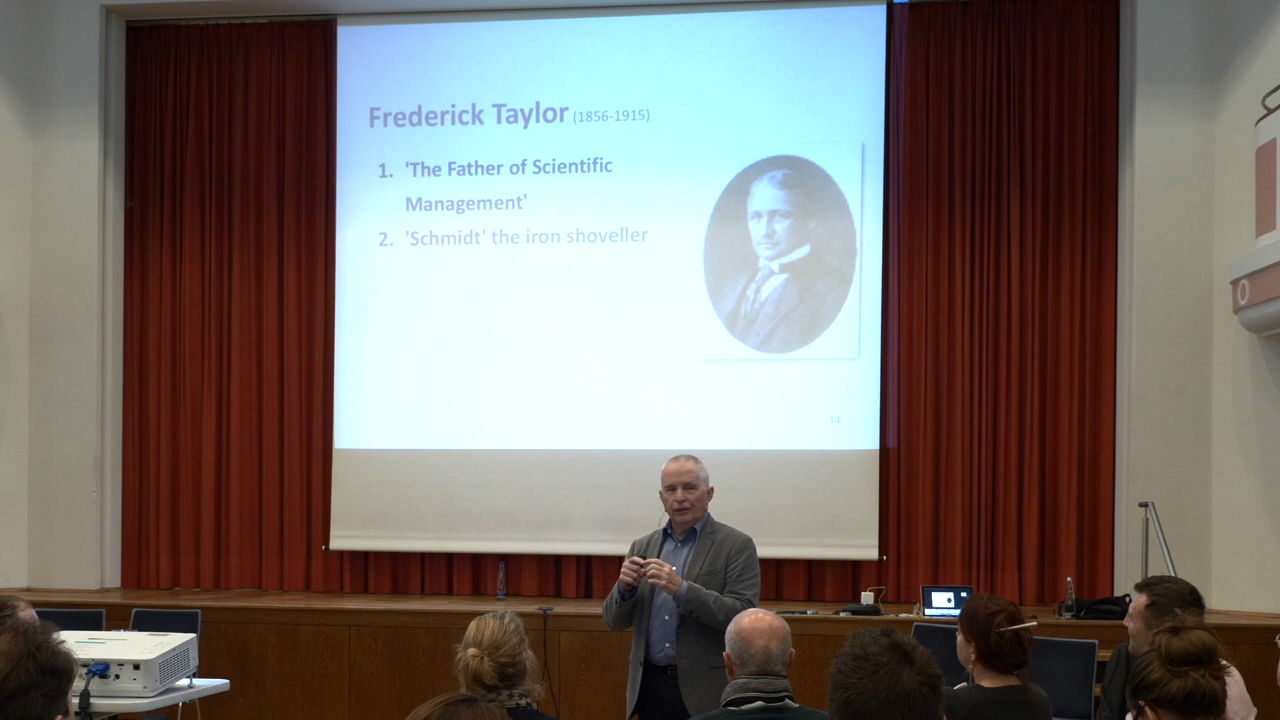 Frederick Taylor (1856-1915)
1. 'The Father of Scientific
Management'
2. 'Schmidt' the iron shoveller
14